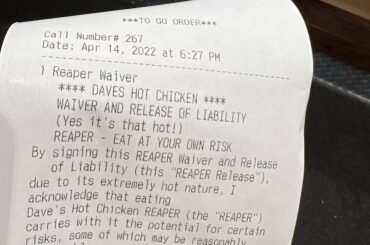 ***TO GO ORDER***
Call Number# 267
Date: Apr 14, 2022 at 6:27 PM
1 Reaper Waiver
**** DAVES HOT CHICKEN ****
WAIVER AND RELEASE OF LIABILITY
(Yes it's that hot!)
REAPER - EAT AT YOUR OWN RISK
By signing this REAPER Waiver and Release
of Liability (this "REAPER Release"),
due to its extremely hot nature, I
acknowledge that eating
Dave's Hot Chicken REAPER (the "REAPER")
carries with it the potential for certain
risks, some of which may be reasonably